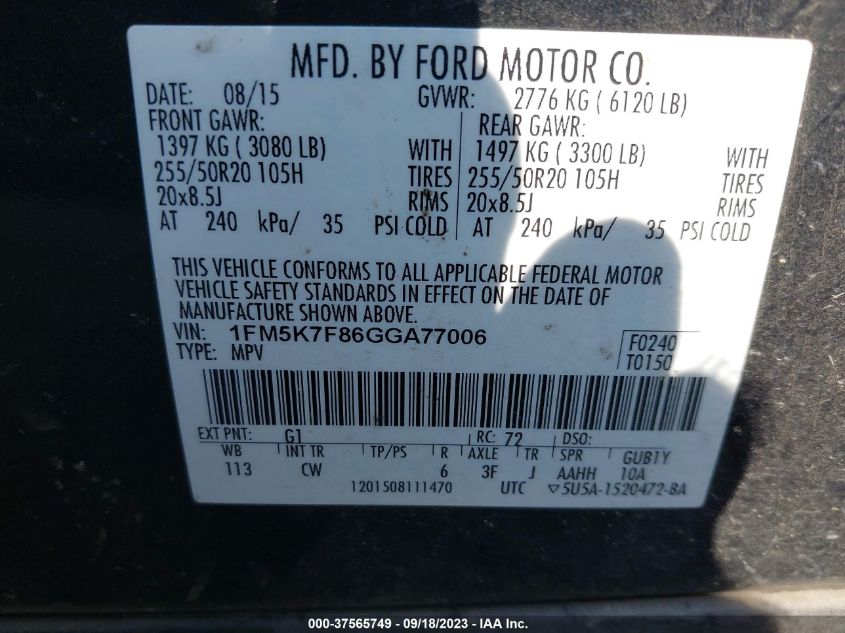 MFD. BY FORD MOTOR CO.
DATE: 08/15 GVWR: 2776 KG ( 6120 LB)
FRONT GAWR: REAR GAWR:
1397 KG ( 3080 LB) WITH 1497 KG ( 3300 LB) WITH
255/50R20 105H TIRES 255/50R20 105H TIRES
20x8.5J RIMS 20x8.5J RIMS
AT 240 kPa/ 35 PSI COLD AT 240 kPa/ 35 PSI COLD
THIS VEHICLE CONFORMS TO ALL APPLICABLE FEDERAL MOTOR
VEHICLE SAFETY STANDARDS IN EFFECT ON THE DATE OF
MANUFACTURE SHOWN ABOVE.
VIN: 1FM5K7F86GGA77006 F0240
TYPE: MPV T0150
EXT PNT: G1 RC: 72 DSO:
WB INT TR TP/PS R AXLE TR SPR GUB1Y
113 CW 6 3F J AAHH 10A
1201508111470 UTC ▽5U5A-1520472-BA
000-37565749 - 09/18/2023 - IAAI.com, Inc.